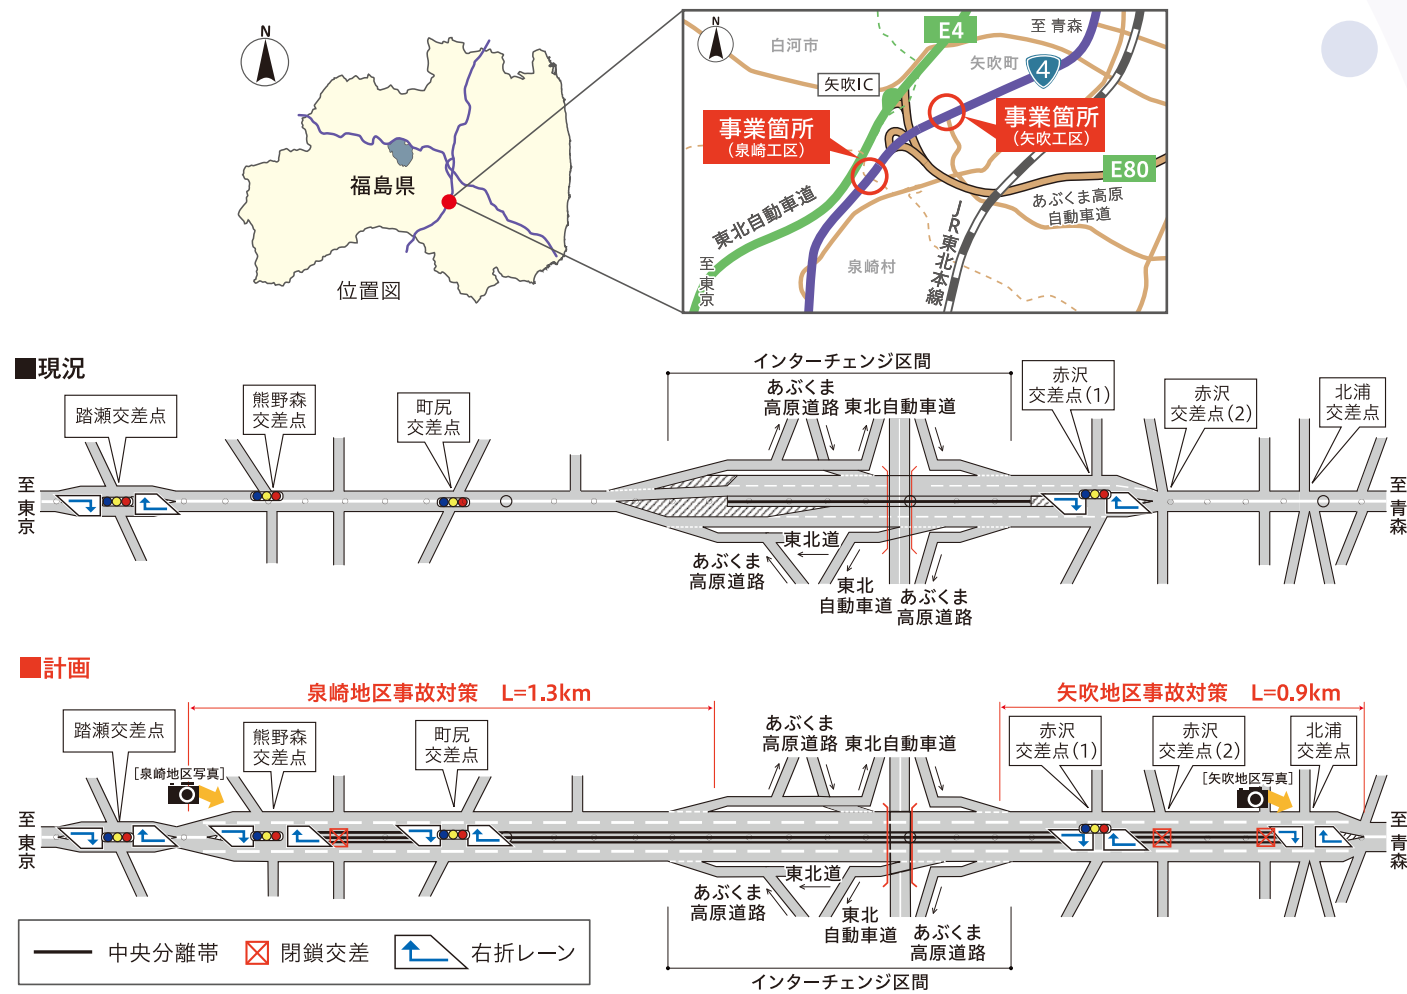 N
福島県
位置図
N
白河市
E4
至 青森
矢吹町
4
矢吹IC
事業箇所
（泉崎工区）
事業箇所
（矢吹工区）
E80
あぶくま高原
自動車道
東北自動車道
JR東北本線
泉崎村
至 東京
■現況
インターチェンジ区間
踏瀬交差点
熊野森
交差点
町尻
交差点
あぶくま
高原道路
東北自動車道
赤沢
交差点(1)
赤沢
交差点(2)
北浦
交差点
至 東京
至 青森
あぶくま
高原道路
東北道
東北
自動車道
あぶくま
高原道路
■計画
泉崎地区事故対策 L=1.3km
矢吹地区事故対策 L=0.9km
踏瀬交差点
熊野森
交差点
町尻
交差点
あぶくま
高原道路
東北自動車道
赤沢
交差点(1)
赤沢
交差点(2)
北浦
交差点
［泉崎地区写真］
［矢吹地区写真］
至 東京
至 青森
あぶくま
高原道路
東北道
東北
自動車道
あぶくま
高原道路
インターチェンジ区間
中央分離帯
閉鎖交差
右折レーン